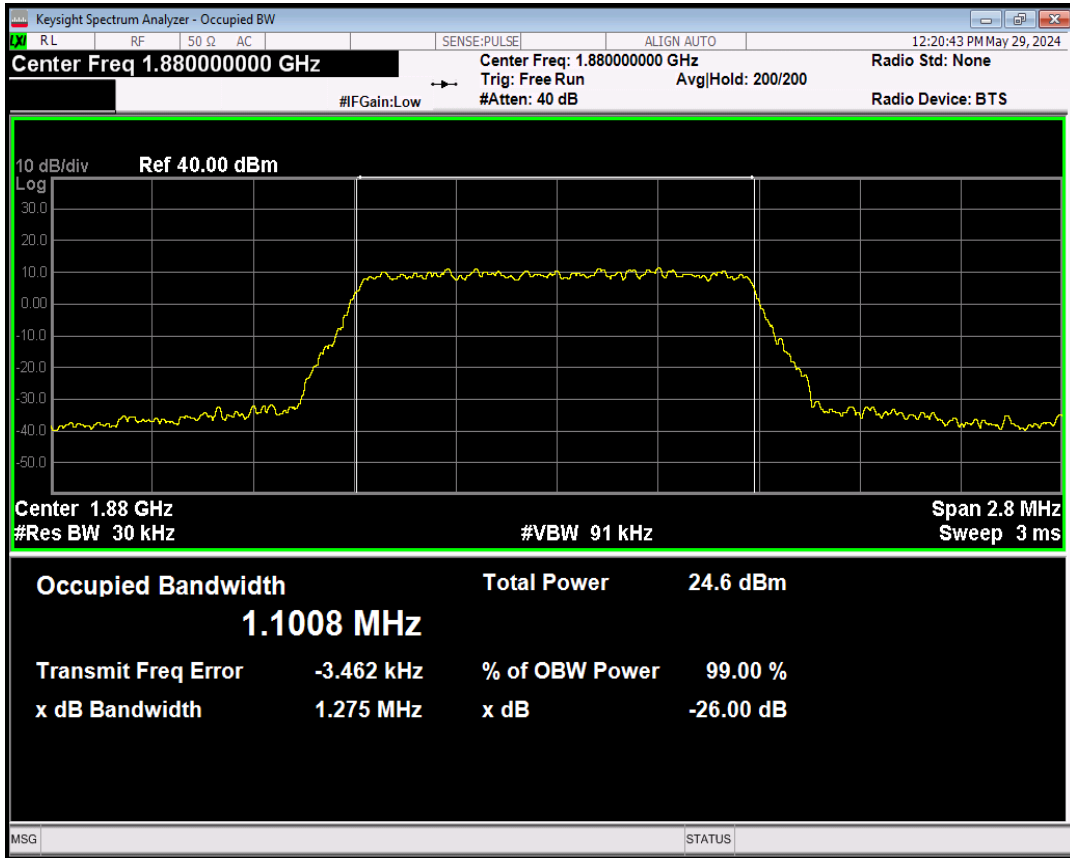 Keysight Spectrum Analyzer - Occupied BW
LXI RL RF 50 Ω AC SENSE:PULSE ALIGN AUTO 12:20:43 PM May 29, 2024
Center Freq 1.880000000 GHz Center Freq: 1.880000000 GHz Radio Std: None
Trig: Free Run Avg|Hold: 200/200
#IFGain:Low #Atten: 40 dB Radio Device: BTS
10 dB/div Ref 40.00 dBm
Log
30.0
20.0
10.0
0.00
-10.0
-20.0
-30.0
-40.0
-50.0
Center 1.88 GHz Span 2.8 MHz
#Res BW 30 kHz #VBW 91 kHz Sweep 3 ms
Occupied Bandwidth Total Power 24.6 dBm
1.1008 MHz
Transmit Freq Error -3.462 kHz % of OBW Power 99.00 %
x dB Bandwidth 1.275 MHz x dB -26.00 dB
MSG STATUS